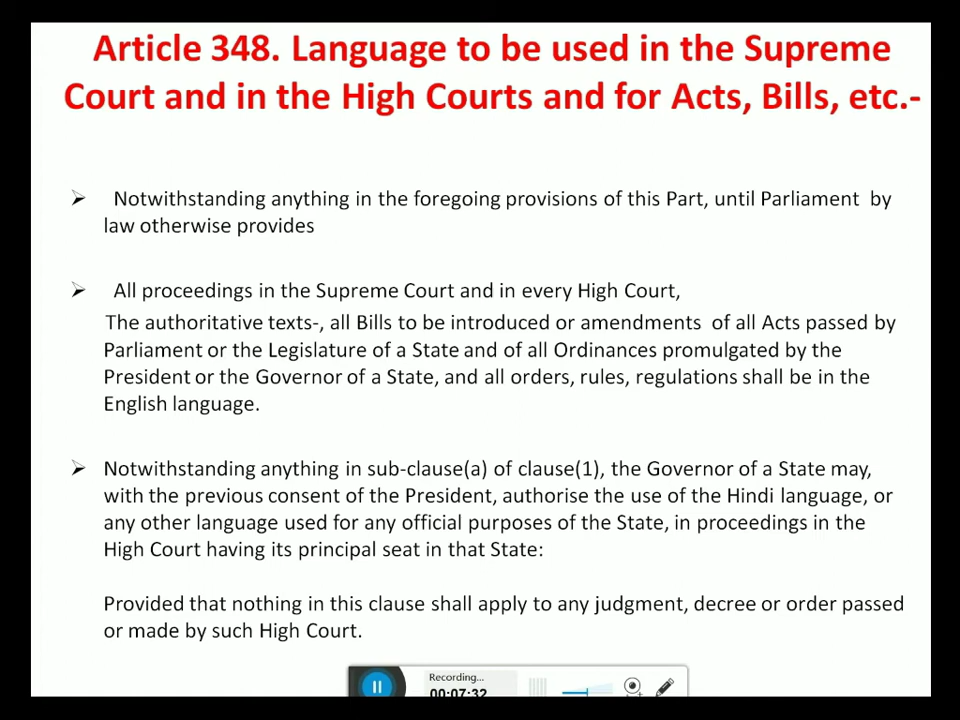 Article 348. Language to be used in the Supreme
Court and in the High Courts and for Acts, Bills, etc.-
Notwithstanding anything in the foregoing provisions of this Part, until Parliament by
law otherwise provides
All proceedings in the Supreme Court and in every High Court,
The authoritative texts-, all Bills to be introduced or amendments of all Acts passed by
Parliament or the Legislature of a State and of all Ordinances promulgated by the
President or the Governor of a State, and all orders, rules, regulations shall be in the
English language.
Notwithstanding anything in sub-clause(a) of clause(1), the Governor of a State may,
with the previous consent of the President, authorise the use of the Hindi language, or
any other language used for any official purposes of the State, in proceedings in the
High Court having its principal seat in that State:
Provided that nothing in this clause shall apply to any judgment, decree or order passed
or made by such High Court.
Recording...
00:07:32